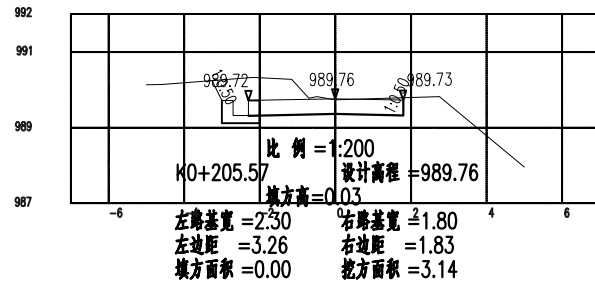 992
991
989
987
989.72
989.76
989.73
1:0.50
比 例 =1:200
K0+205.57
设计高程 =989.76
填方高=0.03
-6 -4 -2 0 2 4 6
左路基宽 =2.30
右路基宽 =1.80
左边距 =3.26
右边距 =1.83
填方面积 =0.00
挖方面积 =3.14